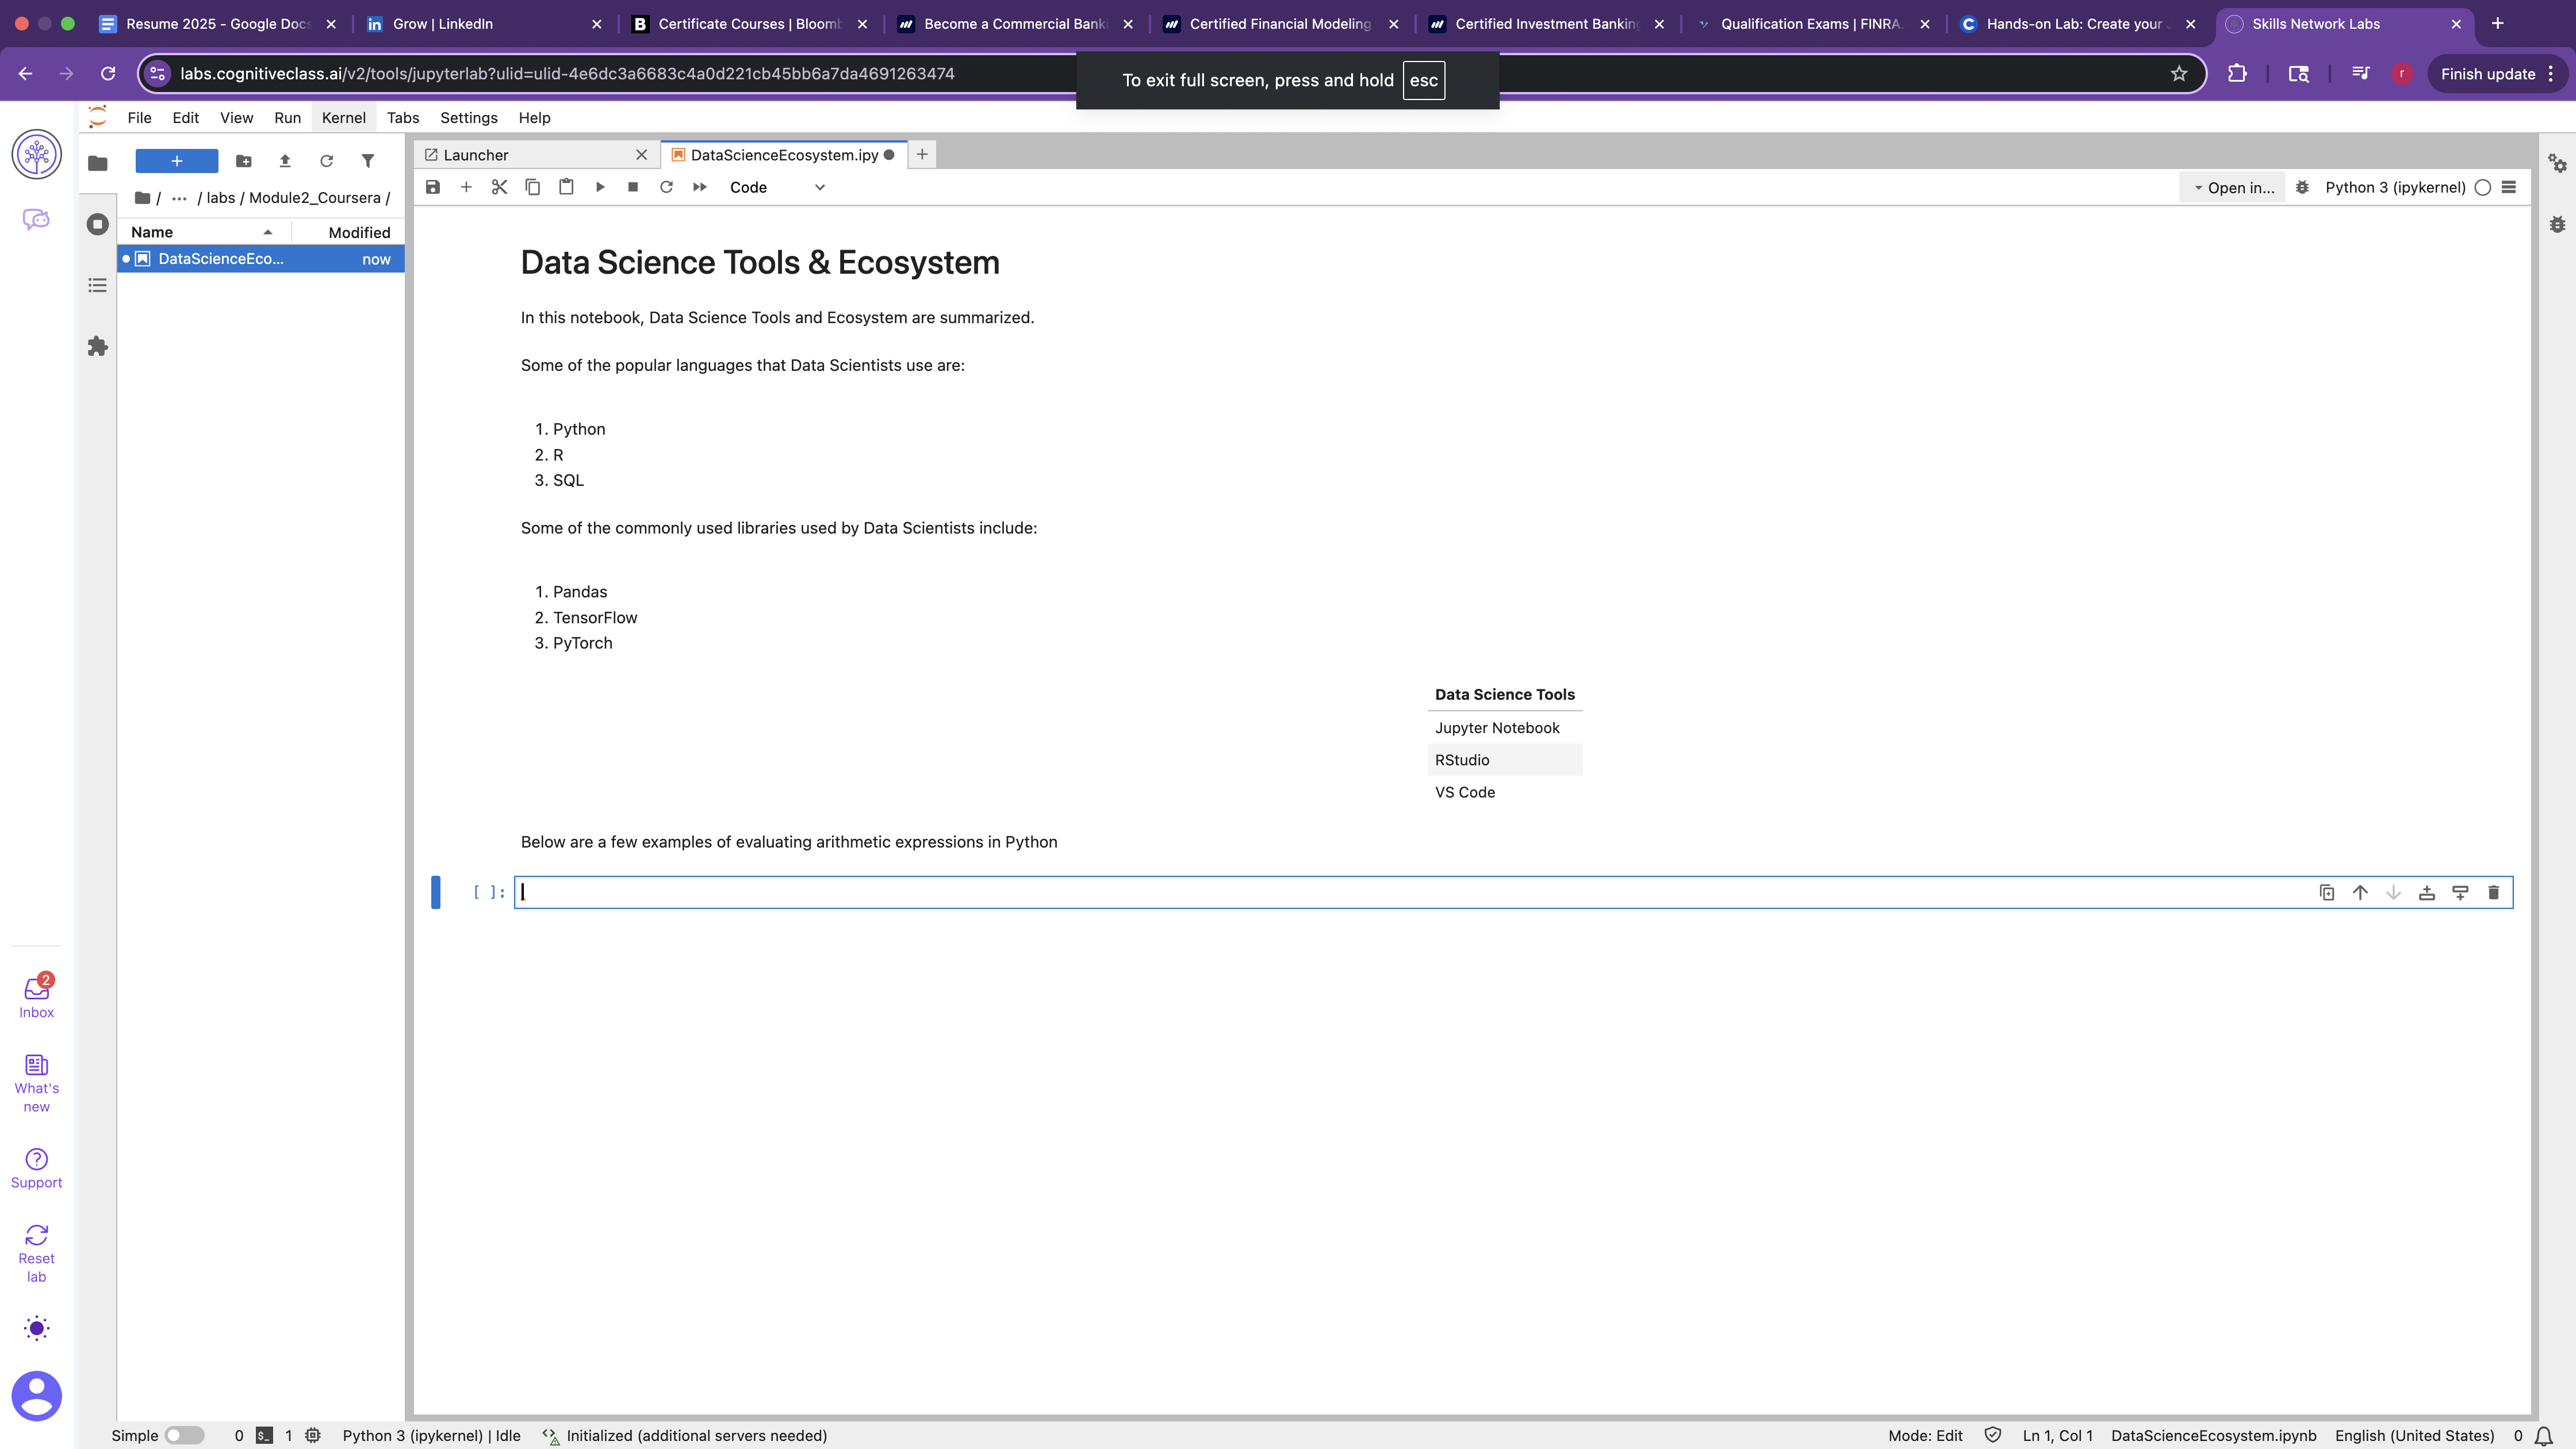 Resume 2025 - Google Docs
Grow | LinkedIn
Certificate Courses | Bloomb
Become a Commercial Banki
Certified Financial Modeling
Certified Investment Banking
Qualification Exams | FINRA
Hands-on Lab: Create your
Skills Network Labs
labs.cognitiveclass.ai/v2/tools/jupyterlab?ulid=ulid-4e6dc3a6683c4a0d221cb45bb6a7da4691263474
To exit full screen, press and hold esc
r
Finish update
File Edit View Run Kernel Tabs Settings Help
Launcher
DataScienceEcosystem.ipy
/ ... / labs / Module2_Coursera /
Code
Open in...
Python 3 (ipykernel)
Name Modified
DataScienceEco... now
Data Science Tools & Ecosystem
In this notebook, Data Science Tools and Ecosystem are summarized.
Some of the popular languages that Data Scientists use are:
1. Python
2. R
3. SQL
Some of the commonly used libraries used by Data Scientists include:
1. Pandas
2. TensorFlow
3. PyTorch
Data Science Tools
Jupyter Notebook
RStudio
VS Code
Below are a few examples of evaluating arithmetic expressions in Python
[ ]:
2
Inbox
What's
new
Support
Reset
lab
Simple 0 $_ 1 Python 3 (ipykernel) | Idle Initialized (additional servers needed) Mode: Edit Ln 1, Col 1 DataScienceEcosystem.ipynb English (United States) 0